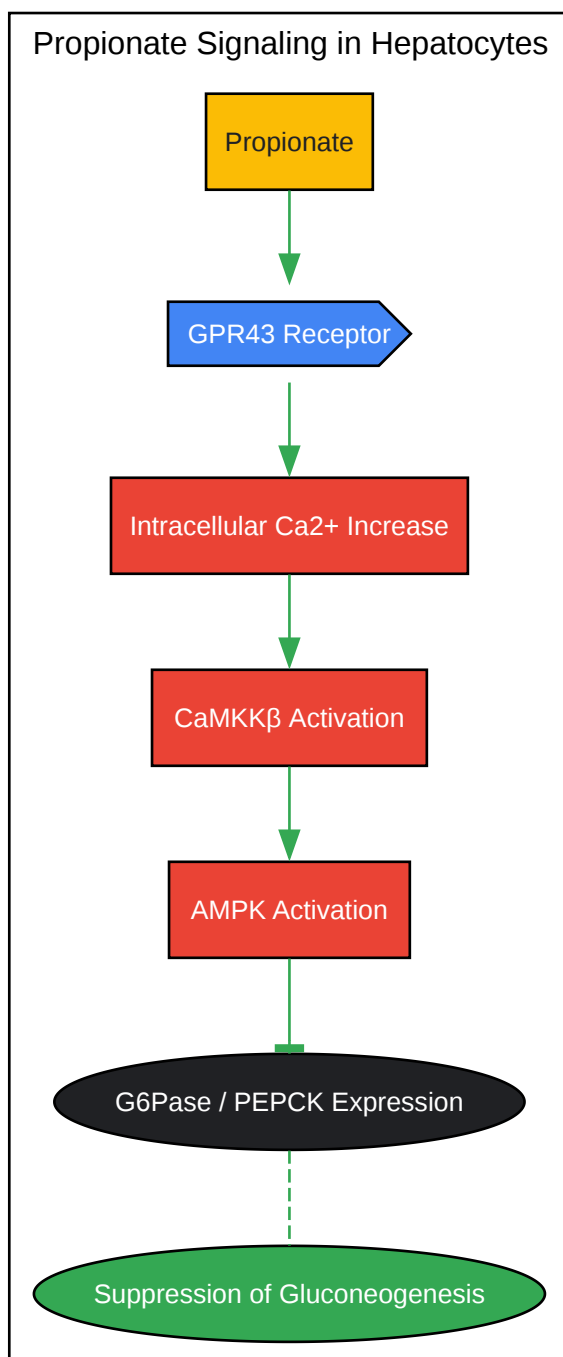 Propionate Signaling in Hepatocytes
Propionate
GPR43 Receptor
Intracellular Ca2+ Increase
CaMKKβ Activation
AMPK Activation
G6Pase / PEPCK Expression
Suppression of Gluconeogenesis